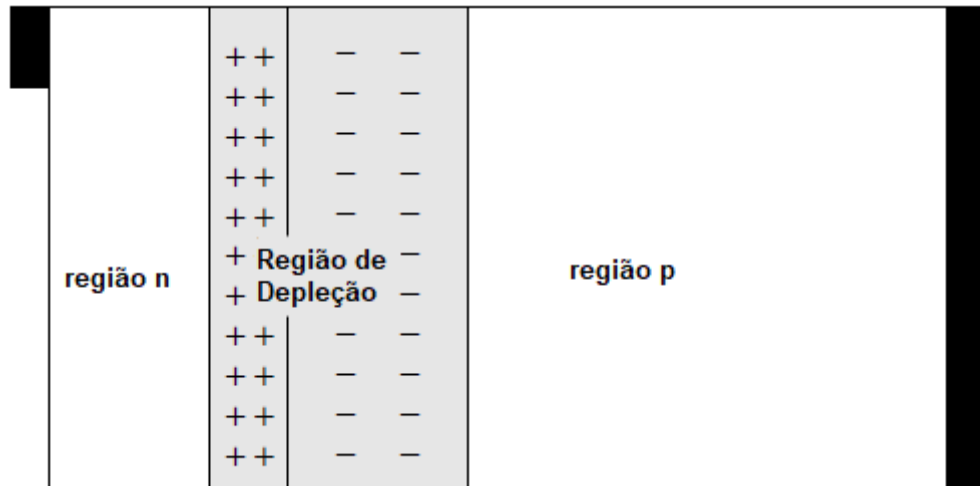 + + − −
+ + − −
+ + − −
+ + − −
+ + − −
+ Região de −
região n
região p
+ Depleção −
+ + − −
+ + − −
+ + − −
+ + − −